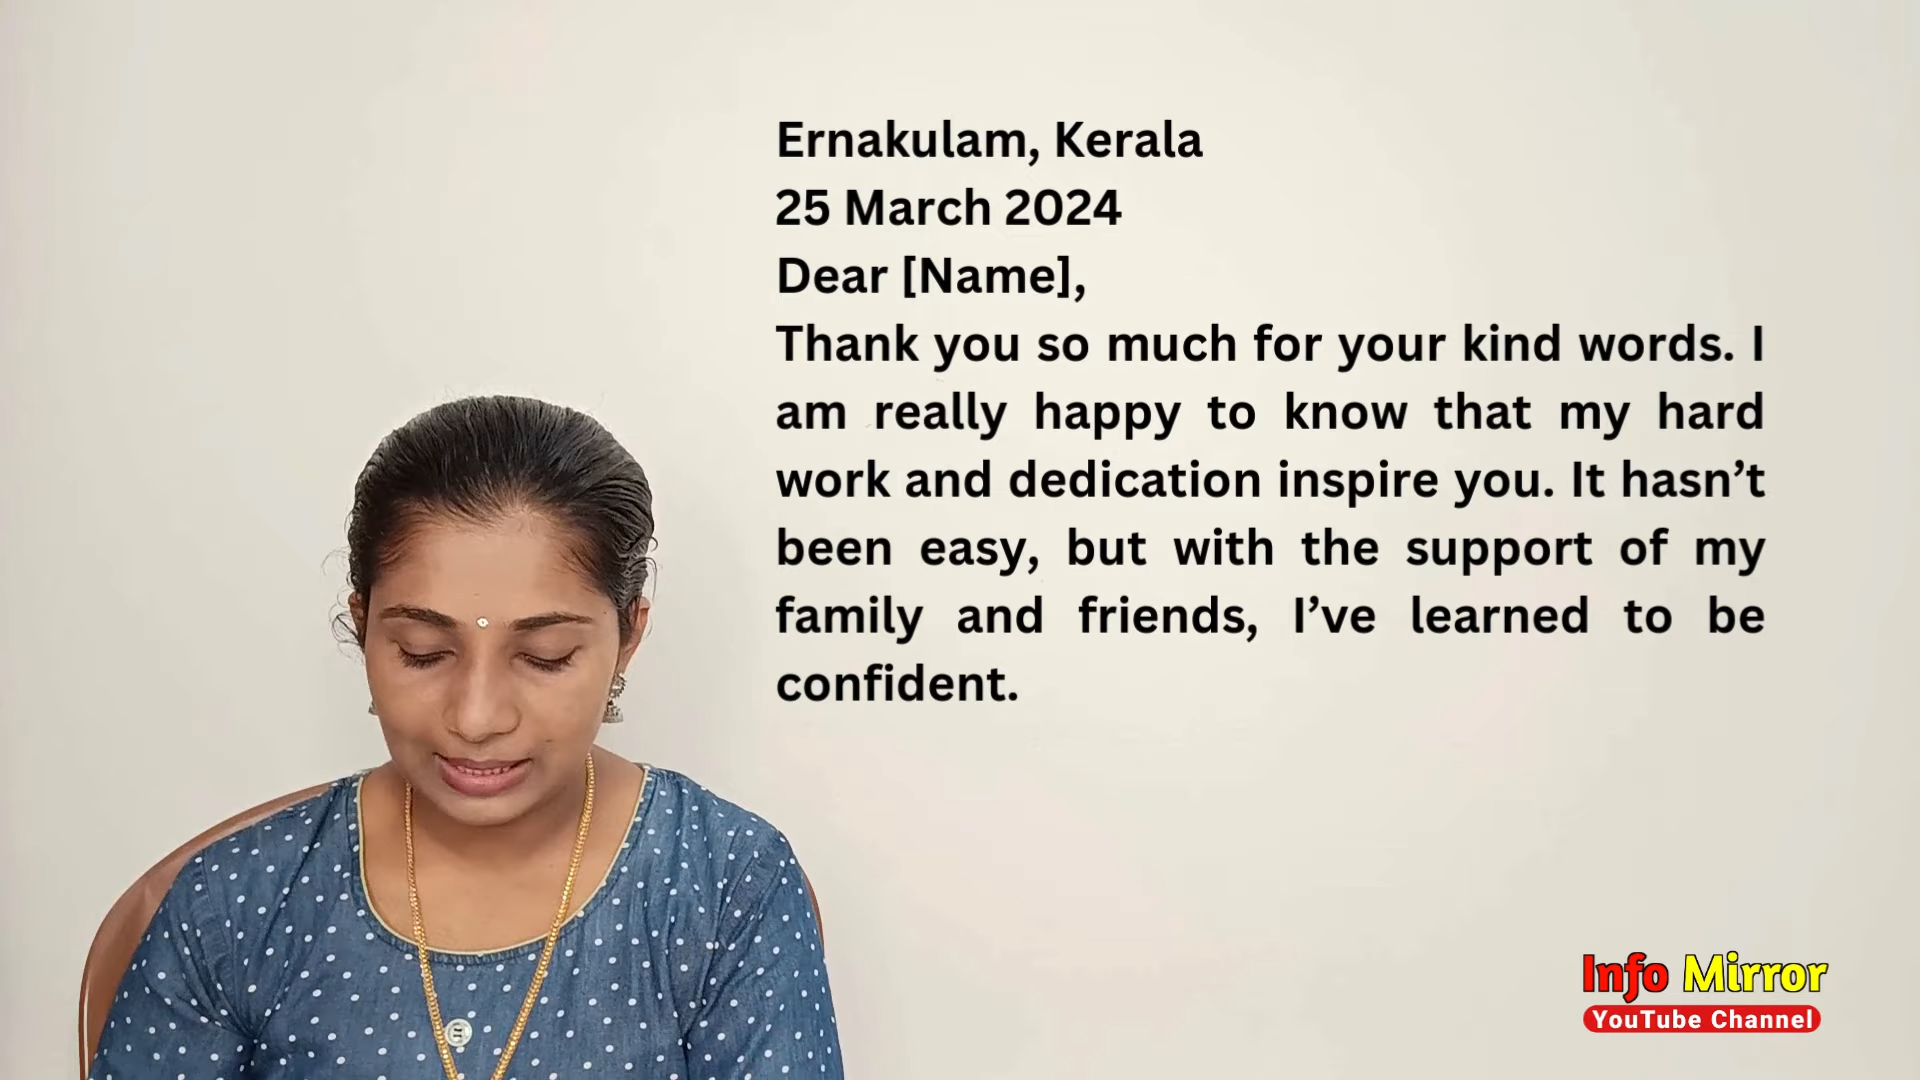 Ernakulam, Kerala
25 March 2024
Dear [Name],
Thank you so much for your kind words. I
am really happy to know that my hard
work and dedication inspire you. It hasn’t
been easy, but with the support of my
family and friends, I’ve learned to be
confident.
Info Mirror
YouTube Channel